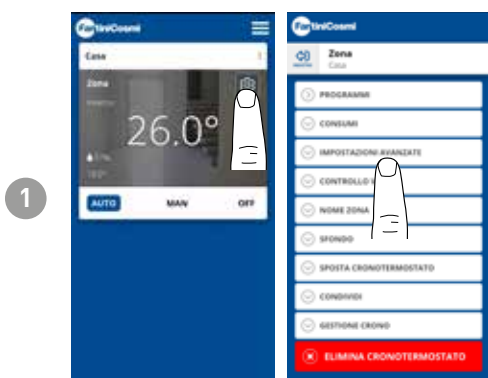 1
FantiniCosmi
Casa
Zona
26.0°
AUTO MAN OFF
FantiniCosmi
Zona
Casa
PROGRAMMI
CONSUMI
IMPOSTAZIONI AVANZATE
CONTROLLO
NOME ZONA
SFONDO
SPOSTA CRONOTERMOSTATO
CONDIVIDI
GESTIONE CRONO
ELIMINA CRONOTERMOSTATO